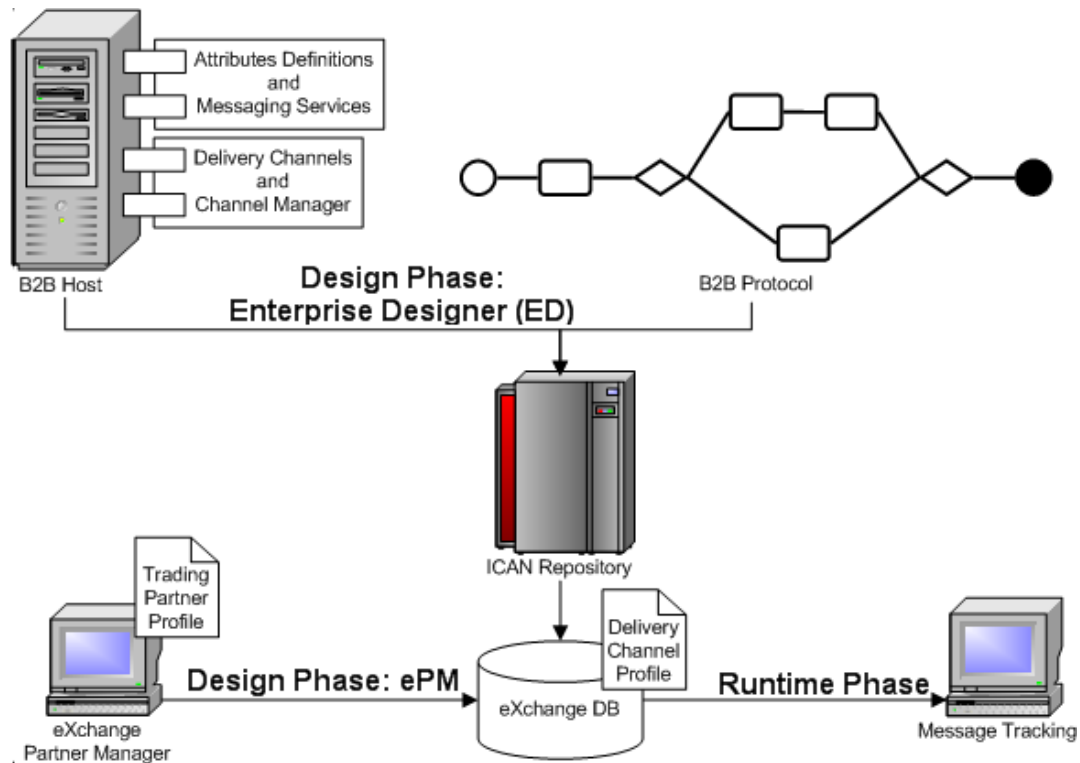 Attributes Definitions
and
Messaging Services
Delivery Channels
and
Channel Manager
B2B Host
B2B Protocol
Design Phase:
Enterprise Designer (ED)
ICAN Repository
Trading
Partner
Profile
Delivery
Channel
Profile
Design Phase: ePM
eXchange DB
Runtime Phase
eXchange
Partner Manager
Message Tracking